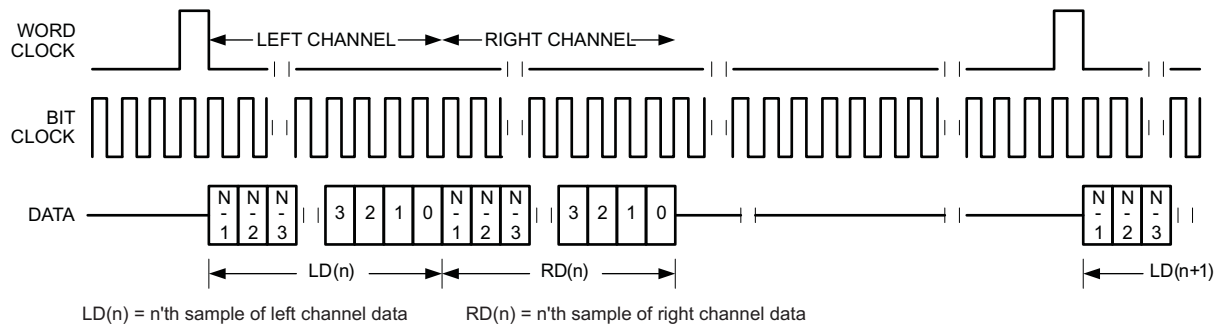 WORD
CLOCK
LEFT CHANNEL
RIGHT CHANNEL
BIT
CLOCK
DATA
N-1 N-2 N-3 3 2 1 0 N-1 N-2 N-3 3 2 1 0 N-1 N-2 N-3
LD(n) RD(n) LD(n+1)
LD(n) = n'th sample of left channel data RD(n) = n'th sample of right channel data